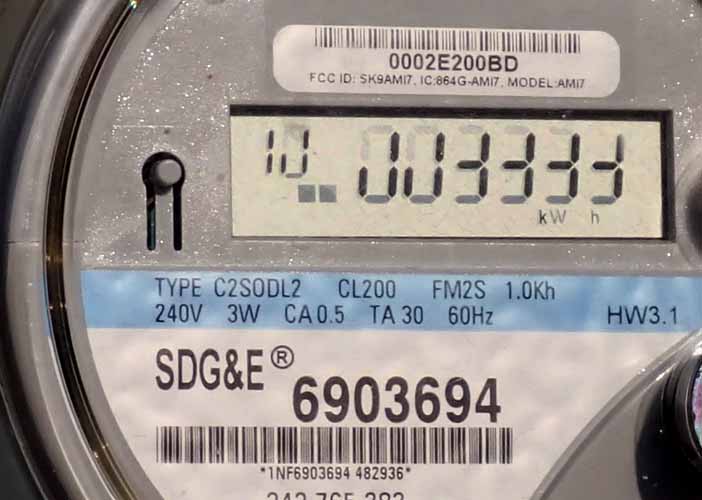 0002E200BD
FCC ID: SK9AMI7, IC:864G-AMI7, MODEL:AMI7
kW h
TYPE C2SODL2 CL200 FM2S 1.0Kh
240V 3W CA 0.5 TA 30 60Hz HW3.1
SDG&E® 6903694
*1NF6903694 482936*